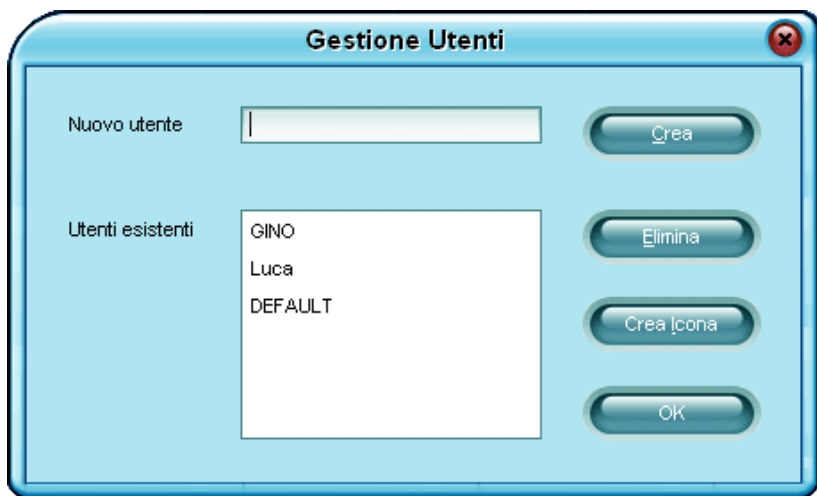 Gestione Utenti
Nuovo utente
Crea
Utenti esistenti
GINO
Luca
DEFAULT
Elimina
Crea Icona
OK